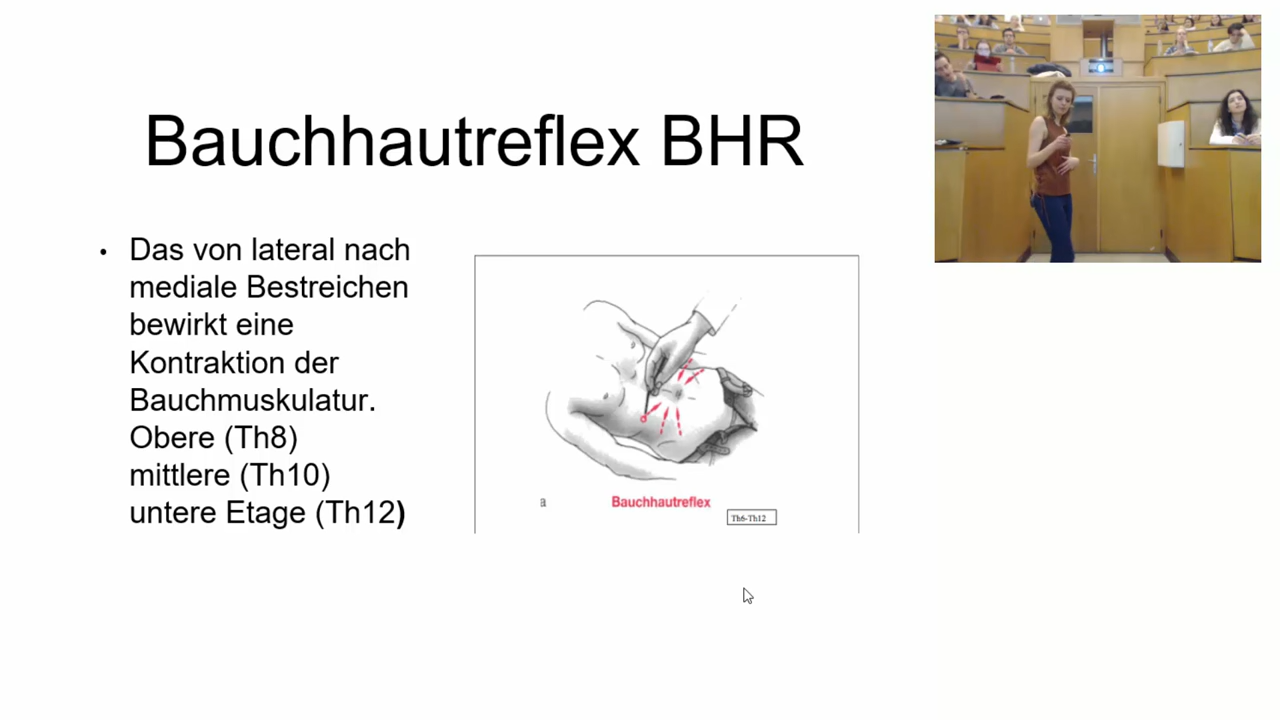 Bauchhautreflex BHR
• Das von lateral nach
mediale Bestreichen
bewirkt eine
Kontraktion der
Bauchmuskulatur.
Obere (Th8)
mittlere (Th10)
untere Etage (Th12)
a
Bauchhautreflex
Th6-Th12